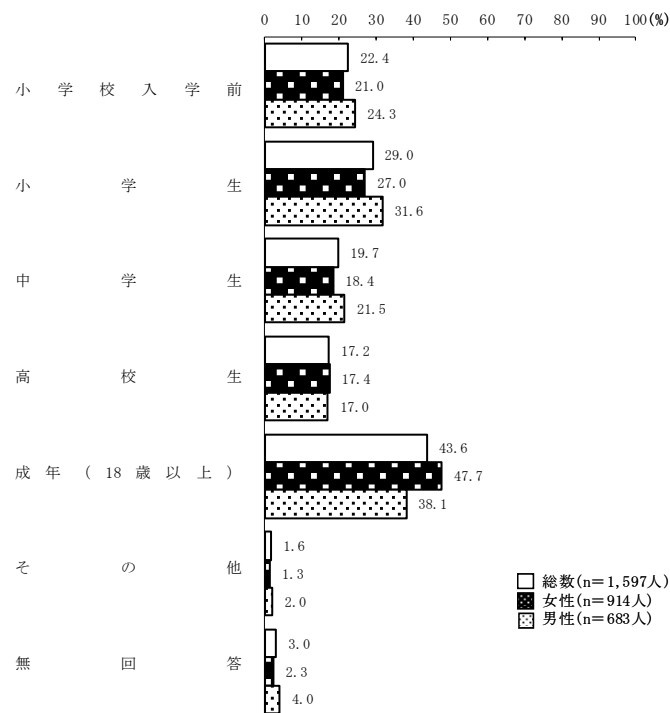 0 10 20 30 40 50 60 70 80 90 100(%)
小学校入学前
22.4
21.0
24.3
小学生
29.0
27.0
31.6
中学生
19.7
18.4
21.5
高校生
17.2
17.4
17.0
成年（18歳以上）
43.6
47.7
38.1
その他
1.6
1.3
2.0
無回答
3.0
2.3
4.0
総数(n＝1,597人)
女性(n＝914人)
男性(n＝683人)